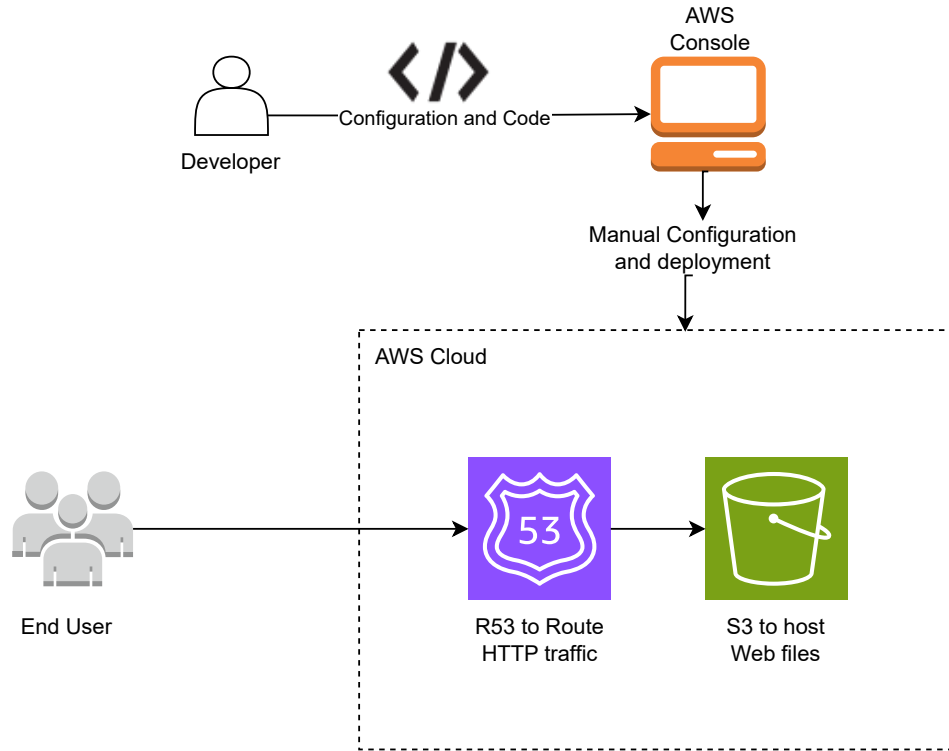 AWS
Console
</>
Configuration and Code
Developer
Manual Configuration
and deployment
AWS Cloud
53
End User
R53 to Route
HTTP traffic
S3 to host
Web files